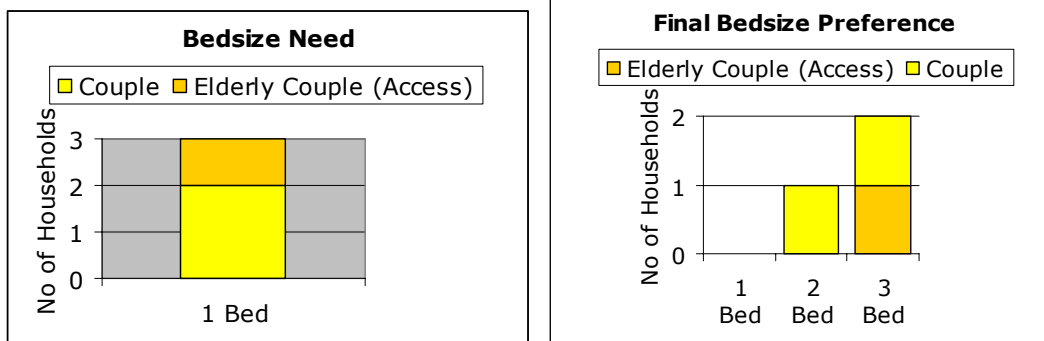 Bedsize Need
Couple Elderly Couple (Access)
No of Households
3
2
1
0
1 Bed
Final Bedsize Preference
Elderly Couple (Access) Couple
No of Households
2
1
0
1 2 3
Bed Bed Bed